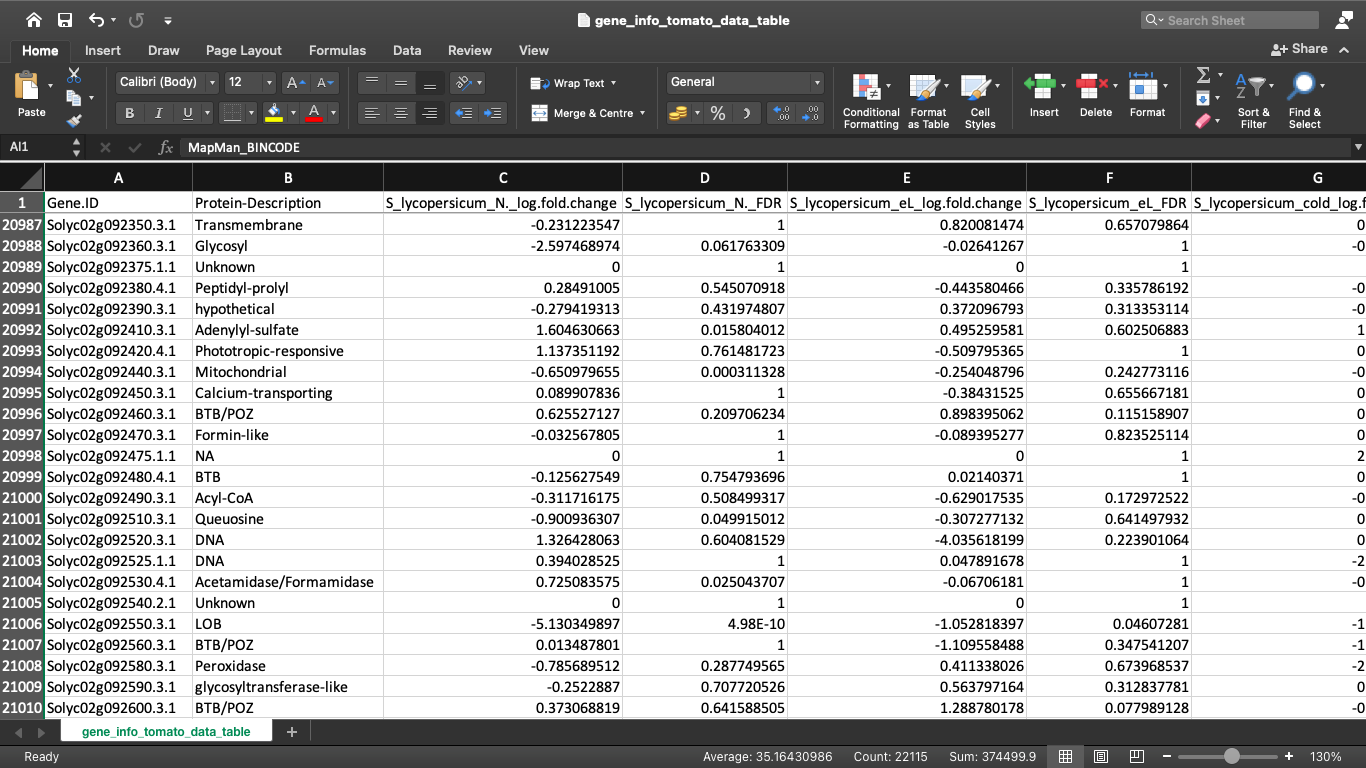 gene_info_tomato_data_table
Search Sheet
Home Insert Draw Page Layout Formulas Data Review View
Share
Paste
Calibri (Body) 12 A A
B I U A
Wrap Text
Merge & Centre
General
%
Conditional Formatting
Format as Table
Cell Styles
Insert
Delete
Format
Sort & Filter
Find & Select
AI1 fx MapMan_BINCODE
A B C D E F G
1 Gene.ID Protein-Description S_lycopersicum_N._log.fold.change S_lycopersicum_N._FDR S_lycopersicum_eL_log.fold.change S_lycopersicum_eL_FDR S_lycopersicum_cold_log.f
20987 Solyc02g092350.3.1 Transmembrane -0.231223547 1 0.820081474 0.657079864 0
20988 Solyc02g092360.3.1 Glycosyl -2.597468974 0.061763309 -0.02641267 1 -0
20989 Solyc02g092375.1.1 Unknown 0 1 0 1
20990 Solyc02g092380.4.1 Peptidyl-prolyl 0.28491005 0.545070918 -0.443580466 0.335786192 -0
20991 Solyc02g092390.3.1 hypothetical -0.279419313 0.431974807 0.372096793 0.313353114 -0
20992 Solyc02g092410.3.1 Adenylyl-sulfate 1.604630663 0.015804012 0.495259581 0.602506883 1
20993 Solyc02g092420.4.1 Phototropic-responsive 1.137351192 0.761481723 -0.509795365 1 0
20994 Solyc02g092440.3.1 Mitochondrial -0.650979655 0.000311328 -0.254048796 0.242773116 -0
20995 Solyc02g092450.3.1 Calcium-transporting 0.089907836 1 -0.38431525 0.655667181 0
20996 Solyc02g092460.3.1 BTB/POZ 0.625527127 0.209706234 0.898395062 0.115158907 0
20997 Solyc02g092470.3.1 Formin-like -0.032567805 1 -0.089395277 0.823525114 0
20998 Solyc02g092475.1.1 NA 0 1 0 1 2
20999 Solyc02g092480.4.1 BTB -0.125627549 0.754793696 0.02140371 1 0
21000 Solyc02g092490.3.1 Acyl-CoA -0.311716175 0.508499317 -0.629017535 0.172972522 -0
21001 Solyc02g092510.3.1 Queuosine -0.900936307 0.049915012 -0.307277132 0.641497932 0
21002 Solyc02g092520.3.1 DNA 1.326428063 0.604081529 -4.035618199 0.223901064 0
21003 Solyc02g092525.1.1 DNA 0.394028525 1 0.047891678 1 -2
21004 Solyc02g092530.4.1 Acetamidase/Formamidase 0.725083575 0.025043707 -0.06706181 1 -0
21005 Solyc02g092540.2.1 Unknown 0 1 0 1
21006 Solyc02g092550.3.1 LOB -5.130349897 4.98E-10 -1.052818397 0.04607281 -1
21007 Solyc02g092560.3.1 BTB/POZ 0.013487801 1 -1.109558488 0.347541207 -1
21008 Solyc02g092580.3.1 Peroxidase -0.785689512 0.287749565 0.411338026 0.673968537 -2
21009 Solyc02g092590.3.1 glycosyltransferase-like -0.2522887 0.707720526 0.563797164 0.312837781 0
21010 Solyc02g092600.3.1 BTB/POZ 0.373068819 0.641588505 1.288780178 0.077989128 -0
gene_info_tomato_data_table
Ready Average: 35.16430986 Count: 22115 Sum: 374499.9 130%